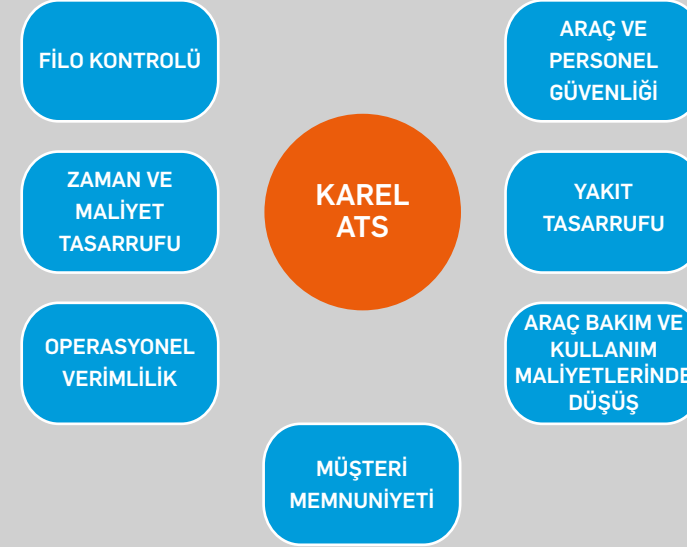 FİLO KONTROLÜ
ZAMAN VE
MALİYET
TASARRUFU
OPERASYONEL
VERİMLİLİK
KAREL
ATS
ARAÇ VE
PERSONEL
GÜVENLİĞİ
YAKIT
TASARRUFU
ARAÇ BAKIM VE
KULLANIM
MALİYETLERİNDE
DÜŞÜŞ
MÜŞTERİ
MEMNUNİYETİ